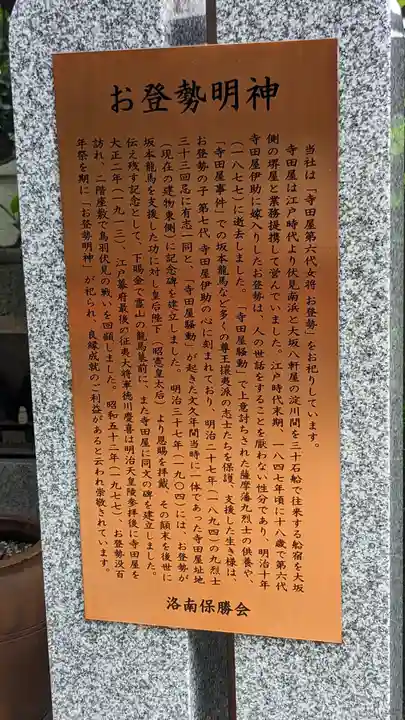 お登勢明神
当社は「寺田屋第六代女将 お登勢」をお祀りしています。
寺田屋は江戸時代より伏見南浜と大坂八軒屋の淀川間を三十石船で往来する船宿を大坂
側の堺屋と業務提携して営んでいました。江戸時代末期、一八四七年頃に十八歳で第六代
寺田屋伊助に嫁入りしたお登勢は、人の世話をすることを厭わない性分であり、明治十年
(一八七七)に逝去しました。「寺田屋騒動」で上意討ちされた薩摩藩九烈士の供養や、
「寺田屋事件」での坂本龍馬など多くの尊王攘夷派の志士たちを保護、支援した生き様は、
お登勢の子 第七代 寺田屋伊助の心に刻まれており、明治二十七年(一八九四)の九烈士
三十三回忌に有志一同と、「寺田屋騒動」が起きた文久年間当時に一体であった寺田屋址地
(現在の建物東側)に記念碑を建立しました。明治三十七年(一九〇四)には、お登勢が
坂本龍馬を支援した功に対し皇后陛下(昭憲皇太后)より恩賜を拝戴、その顛末を後世に
伝え残す記念として、下賜金で霊山の龍馬墓前に、また寺田屋に同文の碑を建立しました。
大正二年(一九一三)、江戸幕府最後の征夷大将軍徳川慶喜は明治天皇陵参拝後に寺田屋を
訪れ、二階座敷で鳥羽伏見の戦いを回顧しました。昭和五十二年(一九七七)、お登勢没百
年祭を期に「お登勢明神」が祀られ、良縁成就のご利益があると云われ崇敬されています。
洛南保勝会